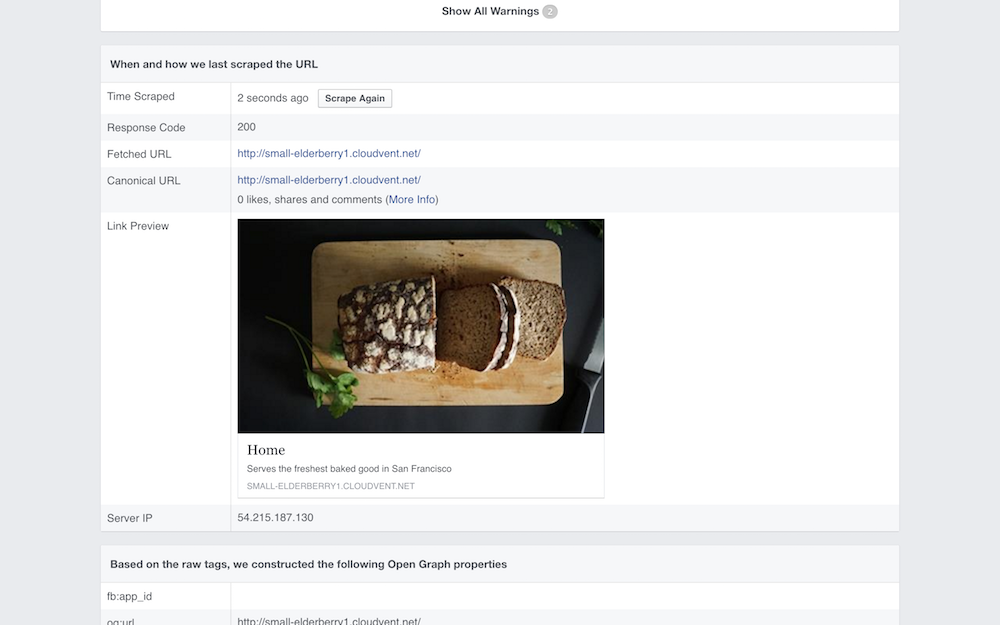 Show All Warnings 2
When and how we last scraped the URL
Time Scraped
2 seconds ago Scrape Again
Response Code
200
Fetched URL
http://small-elderberry1.cloudvent.net/
Canonical URL
http://small-elderberry1.cloudvent.net/
0 likes, shares and comments (More Info)
Link Preview
Home
Serves the freshest baked good in San Francisco
SMALL-ELDERBERRY1.CLOUDVENT.NET
Server IP
54.215.187.130
Based on the raw tags, we constructed the following Open Graph properties
fb:app_id
og:url
http://small-elderberry1.cloudvent.net/